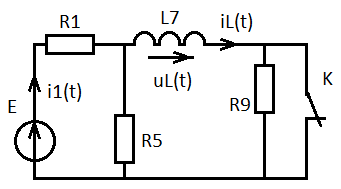 R1
L7
iL(t)
i1(t)
uL(t)
K
E
R5
R9